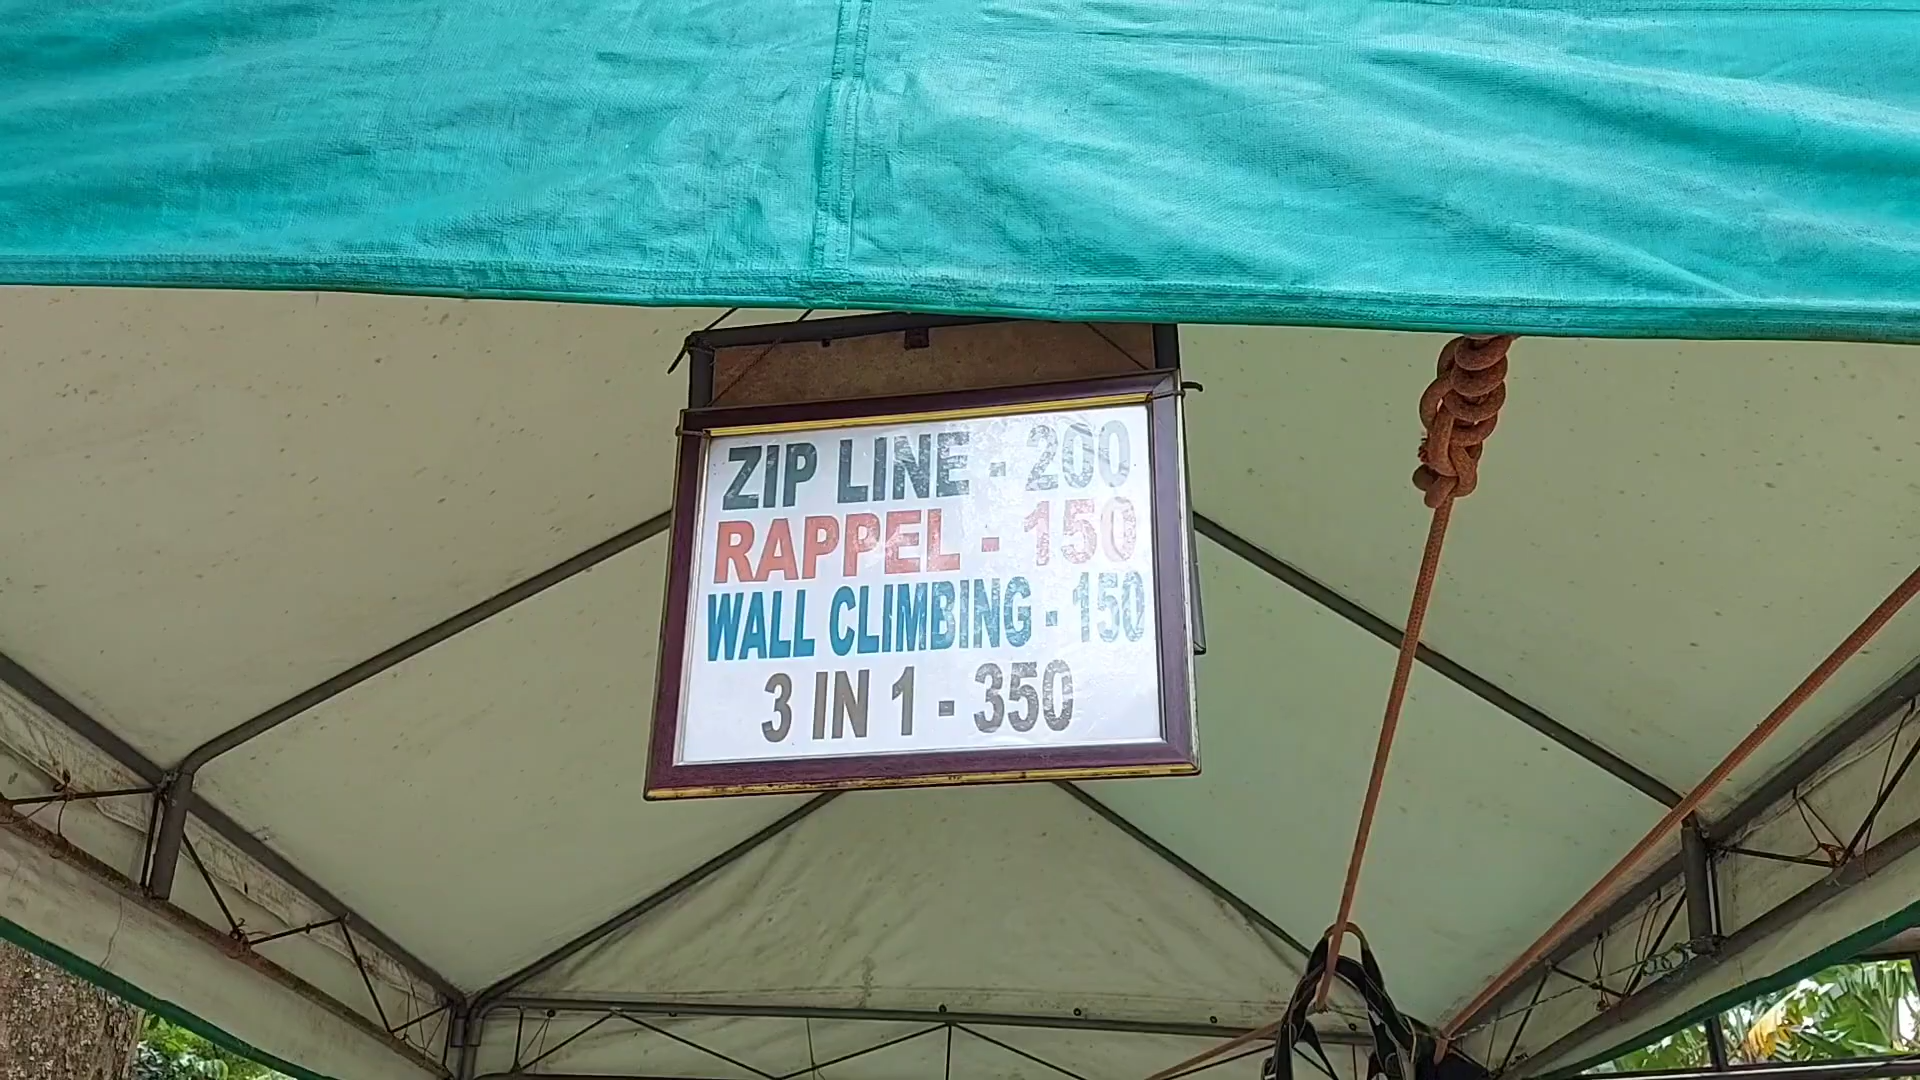 ZIP LINE - 200
RAPPEL - 150
WALL CLIMBING - 150
3 IN 1 - 350